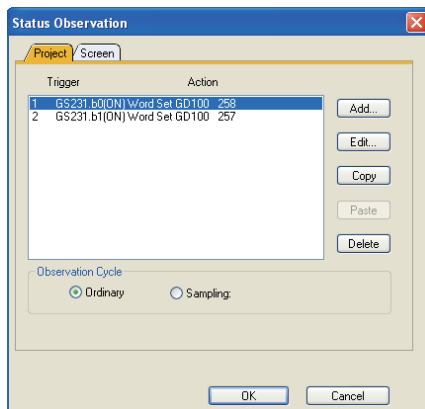 Status Observation
Project Screen
Trigger Action
1 GS231.b0(ON) Word Set GD100 258
2 GS231.b1(ON) Word Set GD100 257
Add...
Edit...
Copy
Paste
Delete
Observation Cycle
Ordinary Sampling:
OK Cancel